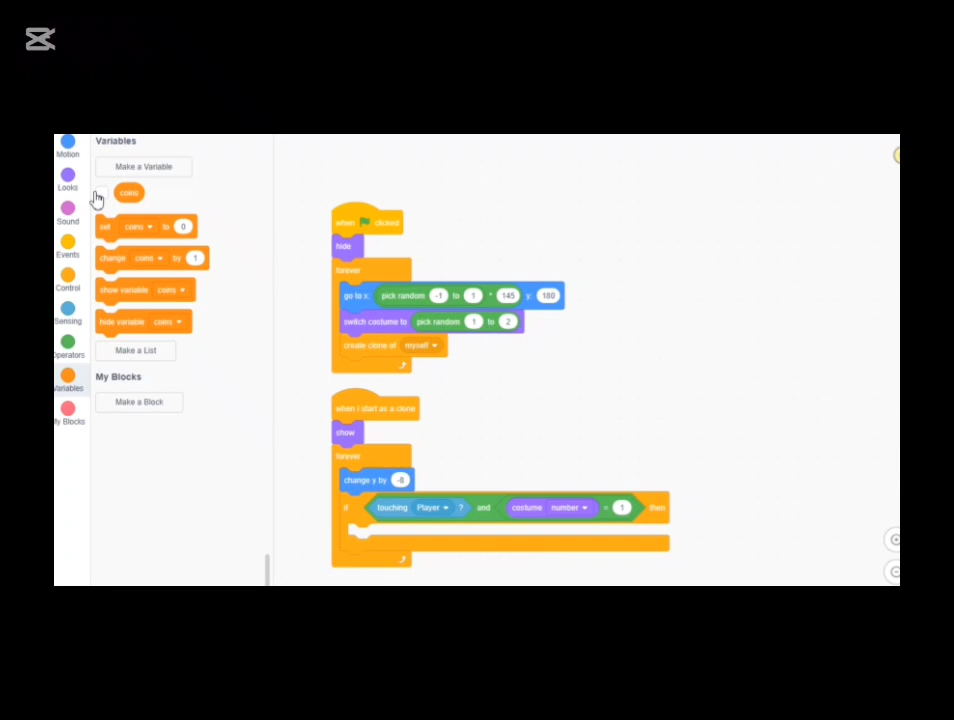 Variables
Make a Variable
coins
set coins to 0
change coins by 1
show variable coins
hide variable coins
Make a List
My Blocks
Make a Block
Motion
Looks
Sound
Events
Control
Sensing
Operators
Variables
My Blocks
when clicked
hide
forever
go to x: pick random -1 to 1 * 145 y: 180
switch costume to pick random 1 to 2
create clone of myself
when I start as a clone
show
forever
change y by -8
if touching Player ? and costume number = 1 then